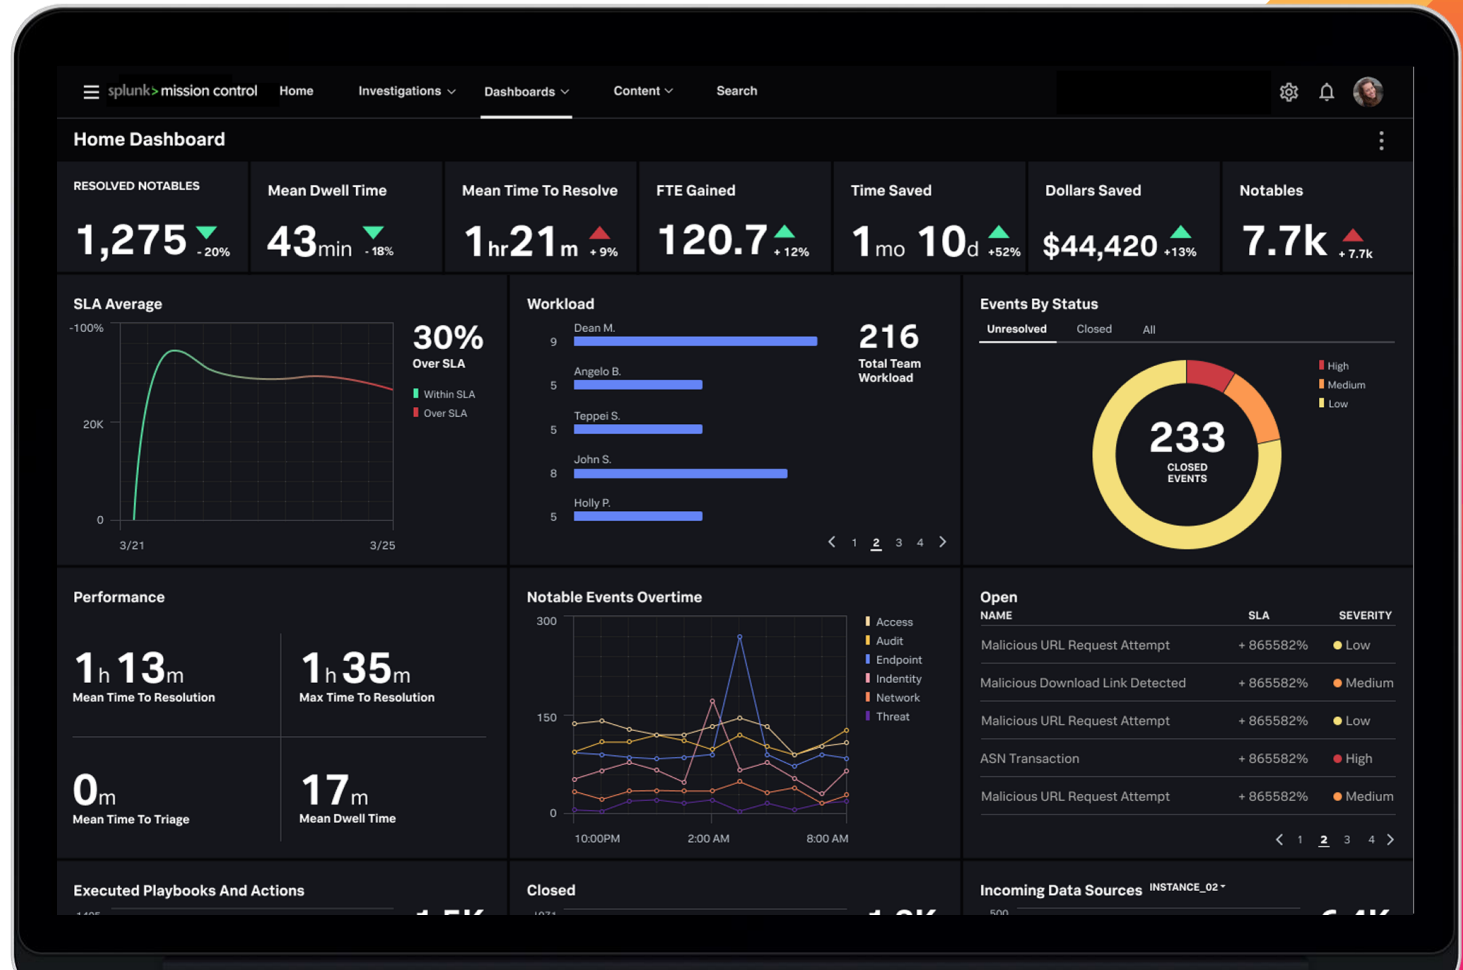 splunk> mission control Home Investigations Dashboards Content Search
Home Dashboard
RESOLVED NOTABLES
1,275 - 20%
Mean Dwell Time
43min - 18%
Mean Time To Resolve
1hr21m + 9%
FTE Gained
120.7 + 12%
Time Saved
1mo 10d +52%
Dollars Saved
$44,420 +13%
Notables
7.7k + 7.7k
SLA Average
-100%
20K
0
3/21 3/25
30%
Over SLA
Within SLA
Over SLA
Workload
Dean M.
9
Angelo B.
5
Teppei S.
5
John S.
8
Holly P.
5
216
Total Team
Workload
1 2 3 4
Events By Status
Unresolved Closed All
233
CLOSED
EVENTS
High
Medium
Low
Performance
1h 13m
Mean Time To Resolution
1h 35m
Max Time To Resolution
0m
Mean Time To Triage
17m
Mean Dwell Time
Notable Events Overtime
300
150
0
10:00PM 2:00 AM 8:00 AM
Access
Audit
Endpoint
Indentity
Network
Threat
Open
NAME SLA SEVERITY
Malicious URL Request Attempt + 865582% Low
Malicious Download Link Detected + 865582% Medium
Malicious URL Request Attempt + 865582% Low
ASN Transaction + 865582% High
Malicious URL Request Attempt + 865582% Medium
1 2 3 4
Executed Playbooks And Actions
Closed
Incoming Data Sources INSTANCE_02
500